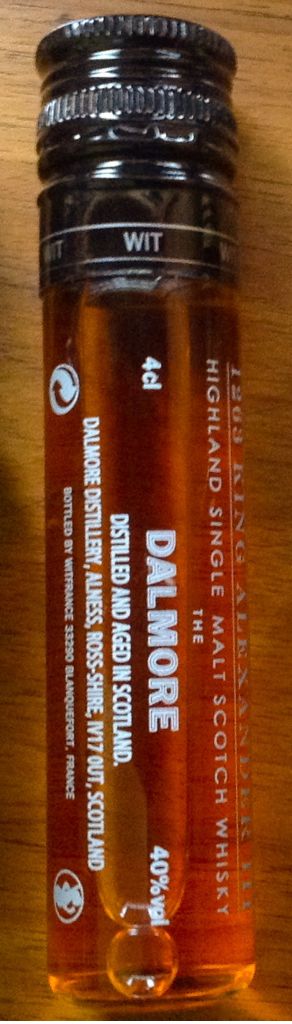 WIT
WIT
W
1263 KING ALEXANDER III
HIGHLAND SINGLE MALT SCOTCH WHISKY
THE
DALMORE
4cl
40%vol
DISTILLED AND AGED IN SCOTLAND.
DALMORE DISTILLERY, ALNESS, ROSS-SHIRE, IV17 0UT, SCOTLAND
BOTTLED BY WITFRANCE 33290 BLANQUEFORT, FRANCE